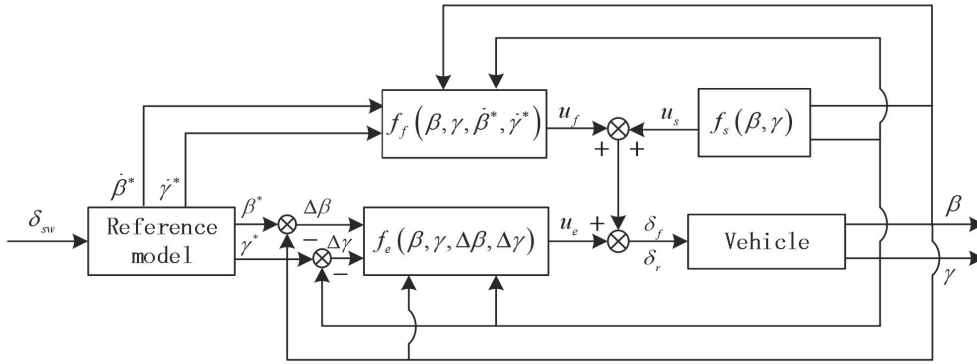 f_f(β, γ, β̇*, γ̇*)
u_f
u_s
f_s(β, γ)
+
+
β̇*
γ̇*
δ_sw
Reference
model
β*
γ*
Δβ
−
Δγ
−
f_e(β, γ, Δβ, Δγ)
u_e
+
δ_f
δ_r
Vehicle
β
γ